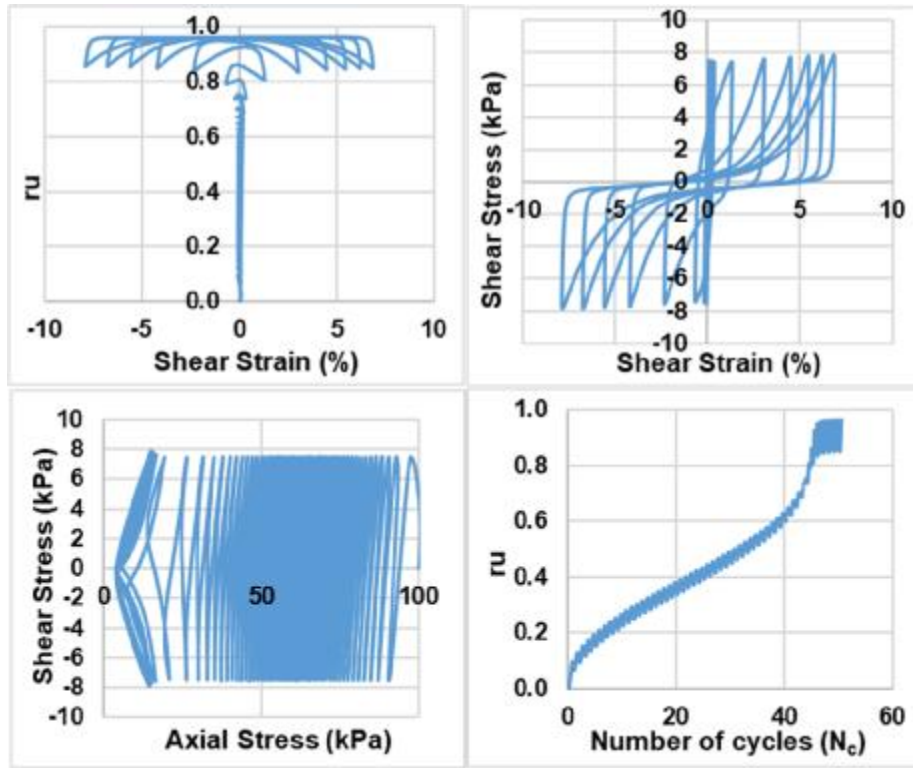 1.0
0.8
0.6
0.4
0.2
0.0
ru
-10 -5 0 5 10
Shear Strain (%)
10
8
6
4
2
0
-2
-4
-6
-8
-10
Shear Stress (kPa)
-10 -5 0 5 10
Shear Strain (%)
10
8
6
4
2
0
-2
-4
-6
-8
-10
Shear Stress (kPa)
0 50 100
Axial Stress (kPa)
1.0
0.8
0.6
0.4
0.2
0.0
ru
0 20 40 60
Number of cycles (Nc)